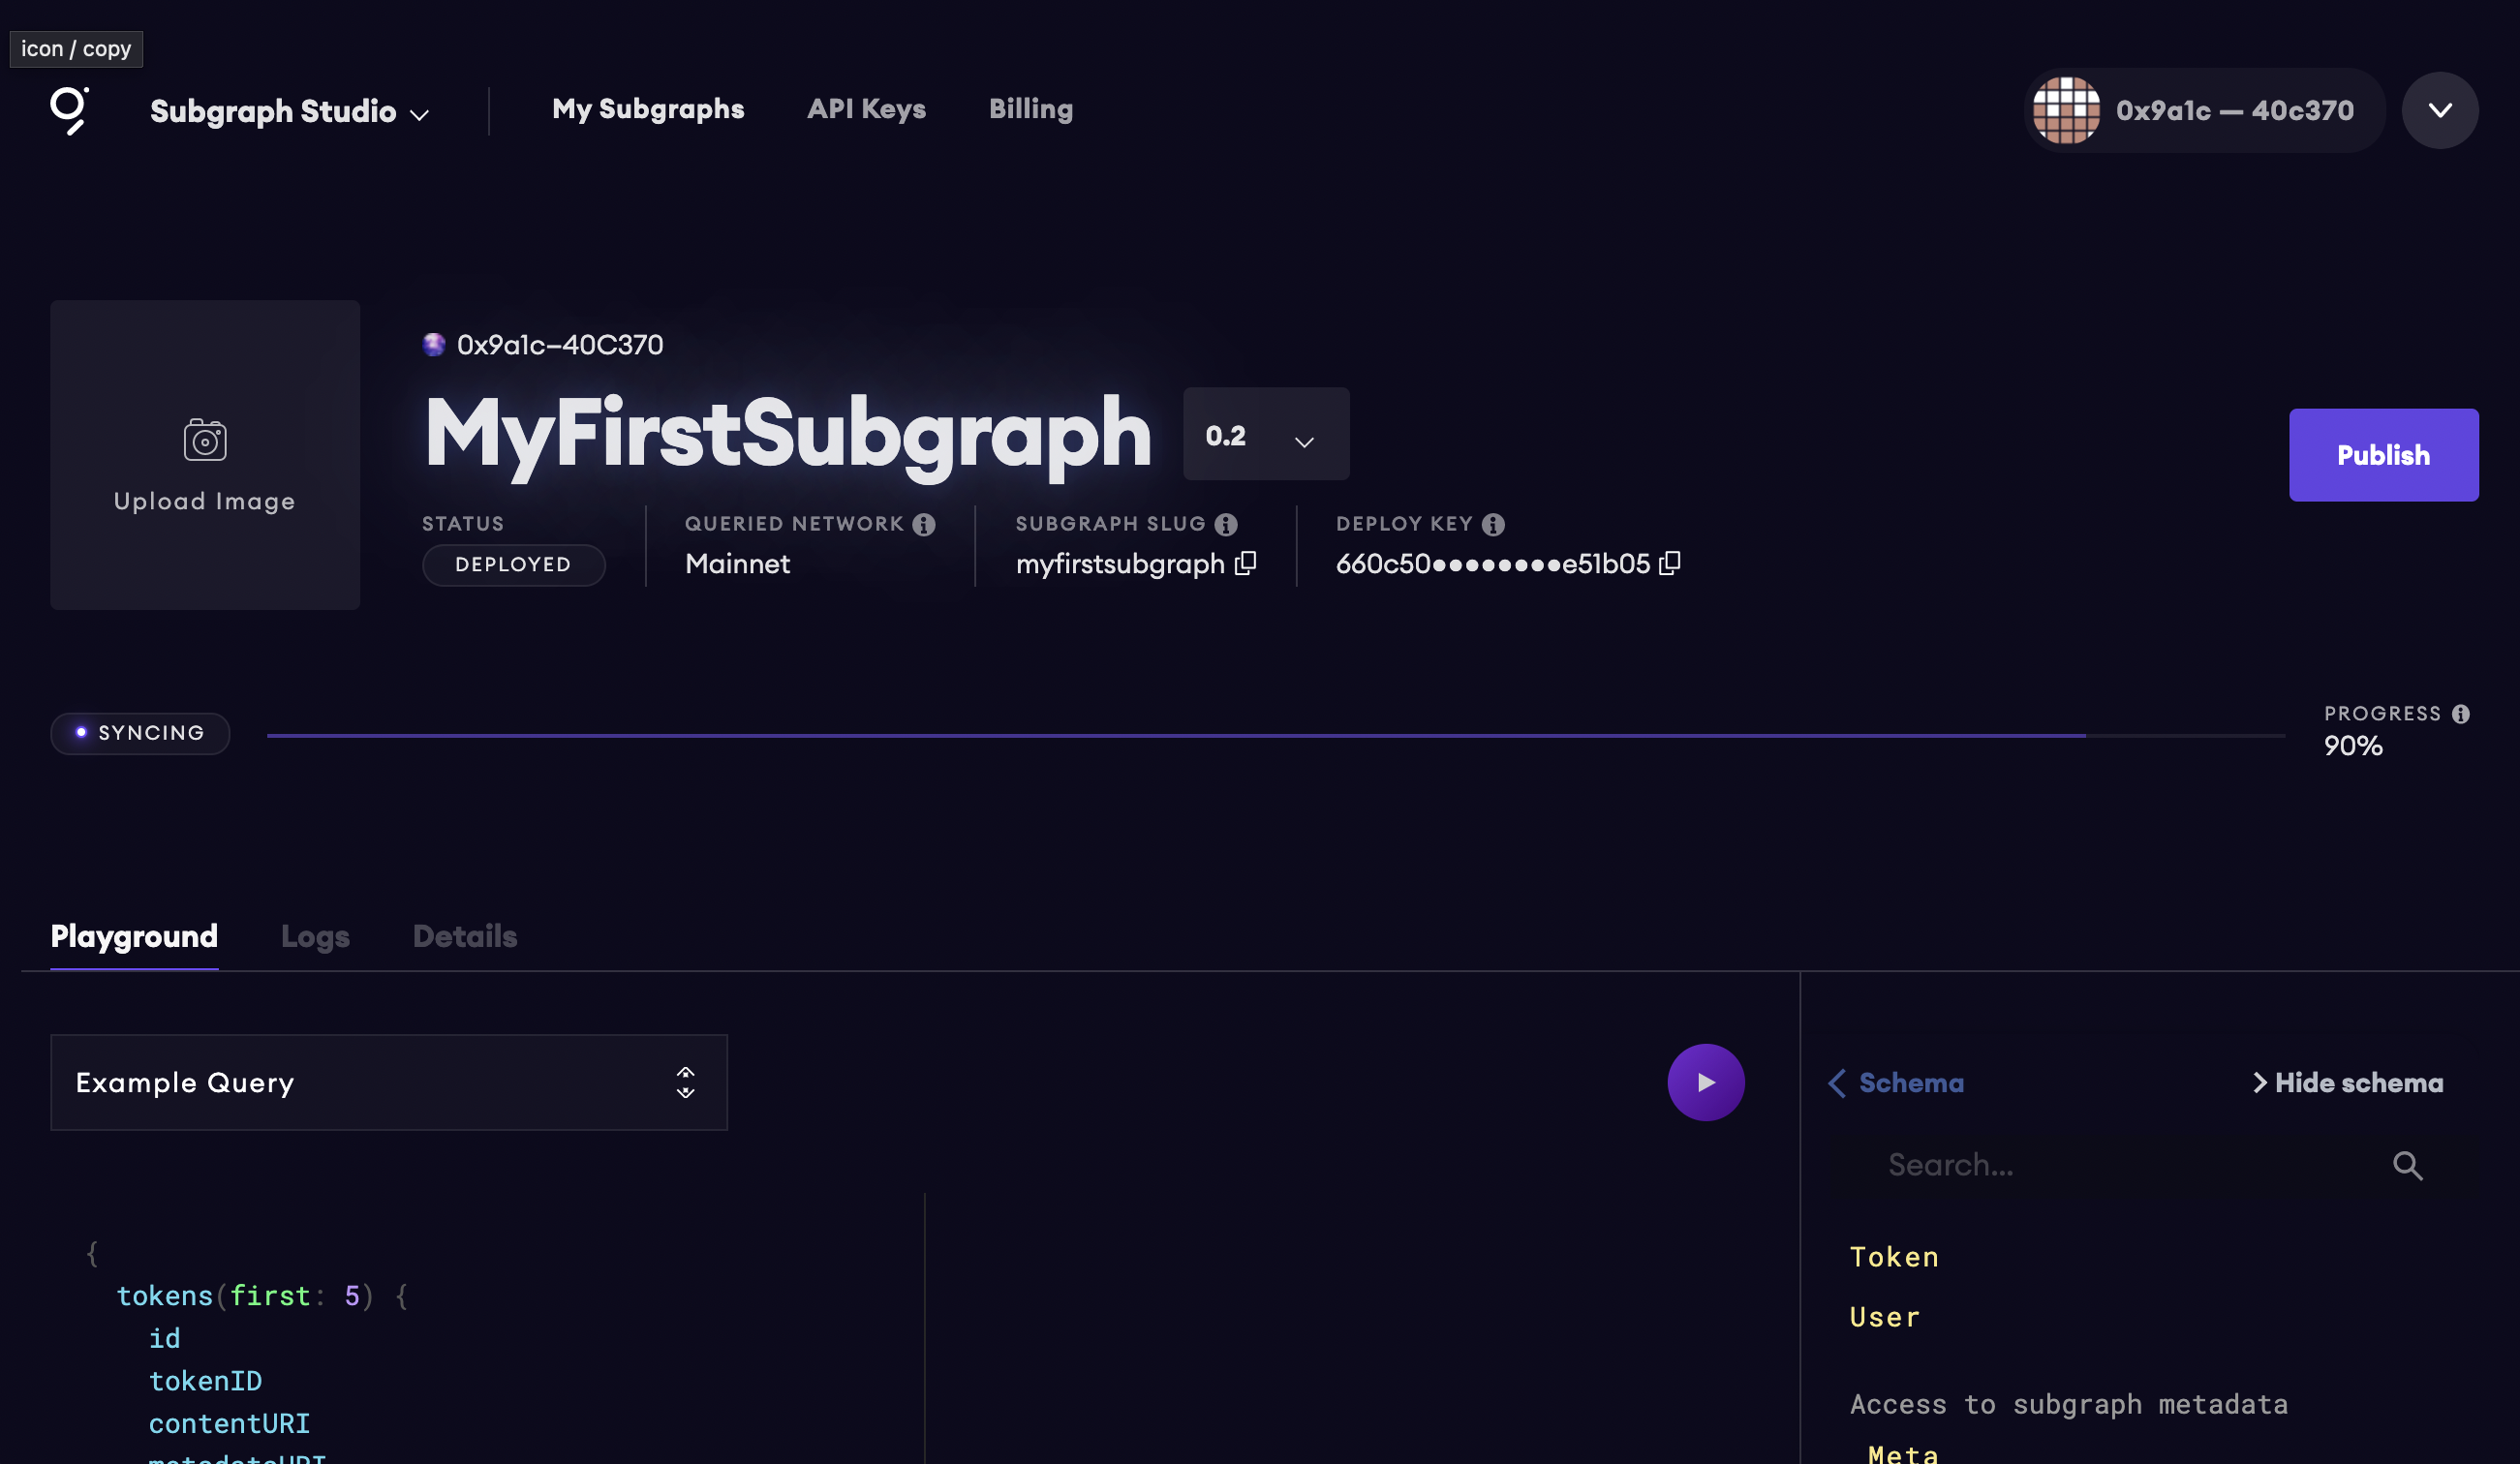 icon / copy
Subgraph Studio
My Subgraphs
API Keys
Billing
0x9a1c — 40c370
Upload Image
0x9a1c–40C370
MyFirstSubgraph
0.2
Publish
STATUS
DEPLOYED
QUERIED NETWORK
Mainnet
SUBGRAPH SLUG
myfirstsubgraph
DEPLOY KEY
660c50●●●●●●●●e51b05
SYNCING
PROGRESS
90%
Playground
Logs
Details
Example Query
{
tokens(first: 5) {
id
tokenID
contentURI
metadataURI
Schema
Hide schema
Search...
Token
User
Access to subgraph metadata
Meta